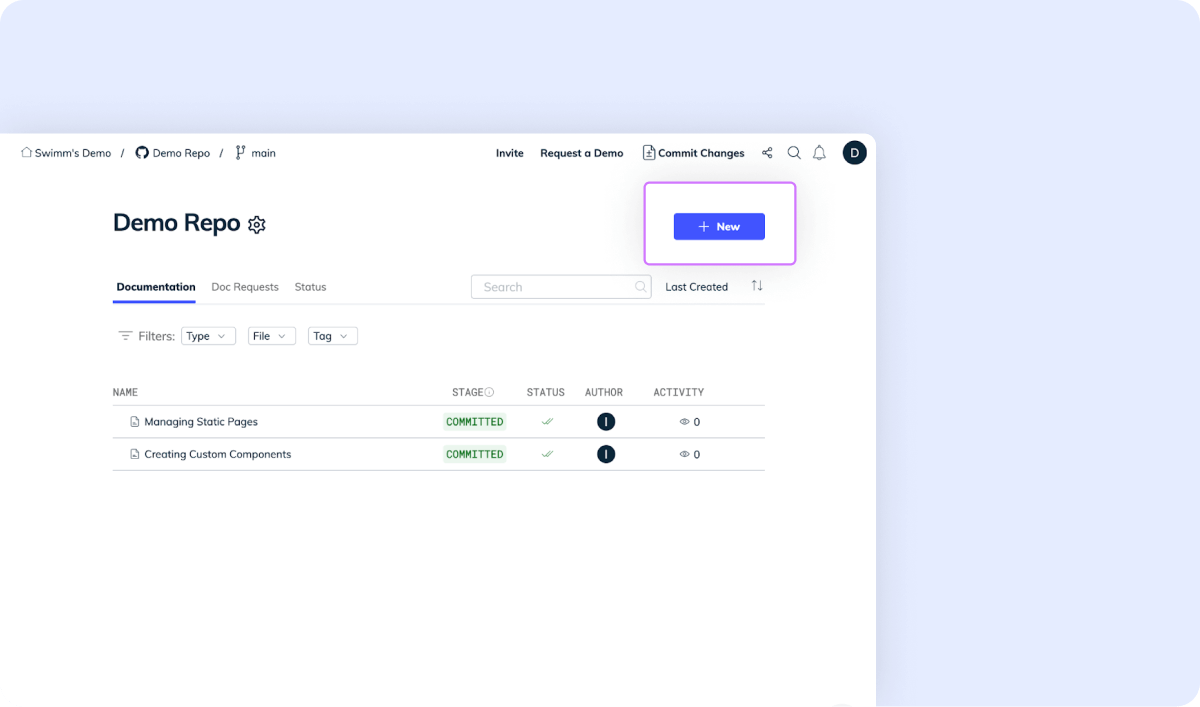 Swimm's Demo / Demo Repo / main Invite Request a Demo Commit Changes D
Demo Repo
+ New
Documentation Doc Requests Status Search Last Created
Filters: Type File Tag
NAME STAGE STATUS AUTHOR ACTIVITY
Managing Static Pages COMMITTED I 0
Creating Custom Components COMMITTED I 0